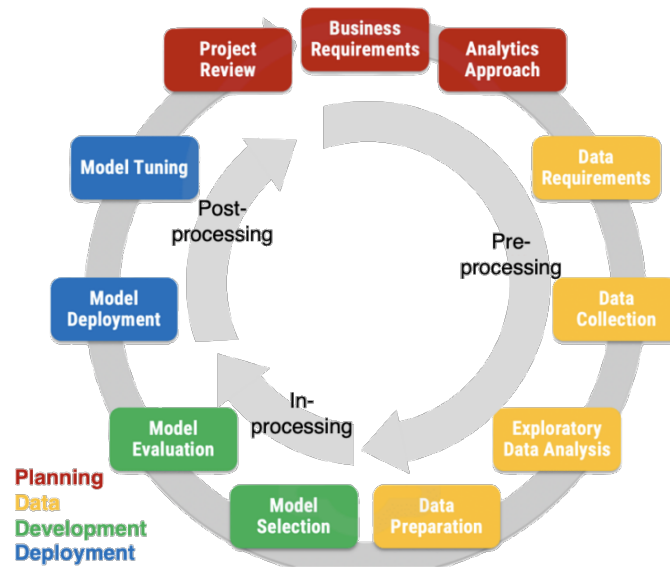 Business
Requirements
Analytics
Approach
Data
Requirements
Data
Collection
Exploratory
Data Analysis
Data
Preparation
Model
Selection
Model
Evaluation
Model
Deployment
Model Tuning
Project
Review
Pre-
processing
In-
processing
Post-
processing
Planning
Data
Development
Deployment